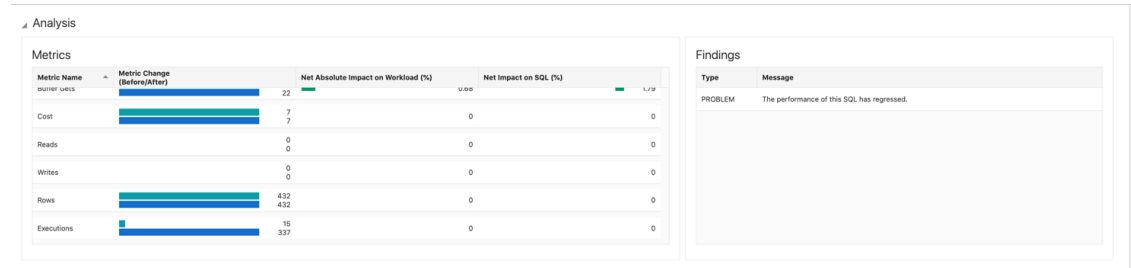 Analysis
Metrics
Metric Name
Metric Change
(Before/After)
Net Absolute Impact on Workload (%)
Net Impact on SQL (%)
Buffer Gets
22
0.68
1.79
Cost
7
7
0
0
Reads
0
0
0
0
Writes
0
0
0
0
Rows
432
432
0
0
Executions
15
337
0
0
Findings
Type
Message
PROBLEM
The performance of this SQL has regressed.